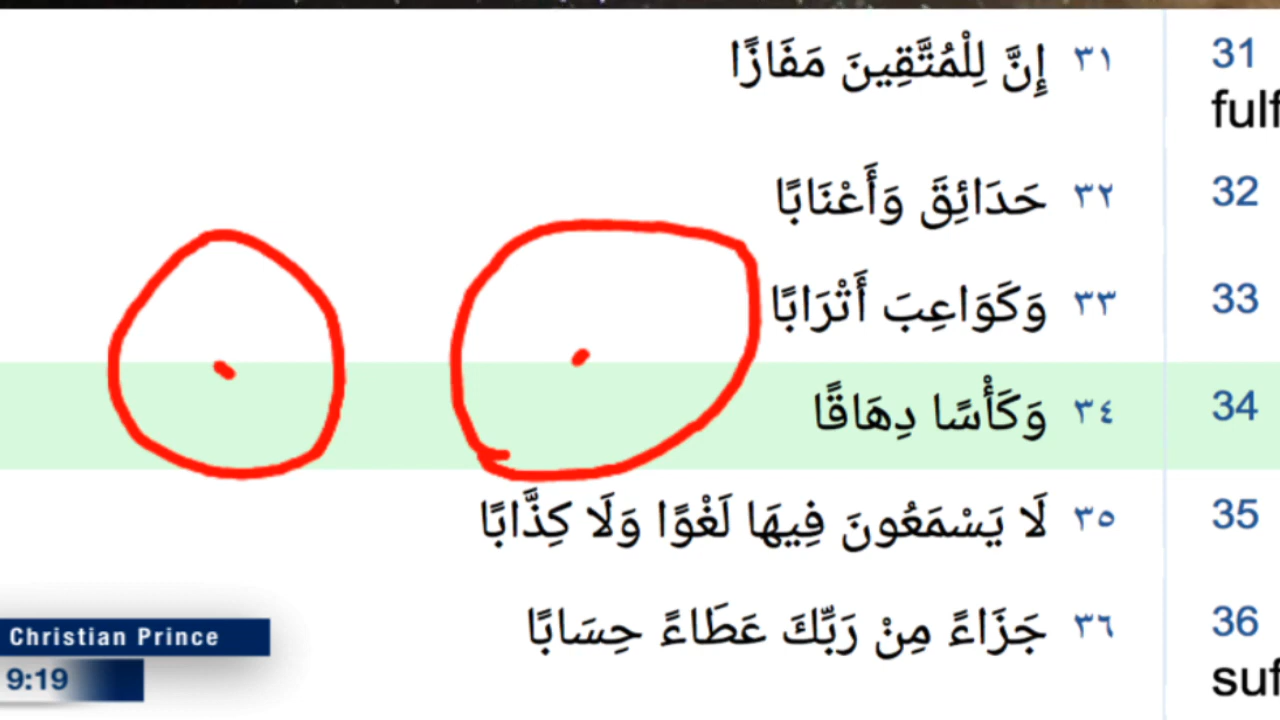 إِنَّ لِلْمُتَّقِينَ مَفَازًا ٣١ 31
fulf
حَدَائِقَ وَأَعْنَابًا ٣٢ 32
وَكَوَاعِبَ أَتْرَابًا ٣٣ 33
وَكَأْسًا دِهَاقًا ٣٤ 34
لَا يَسْمَعُونَ فِيهَا لَغْوًا وَلَا كِذَّابًا ٣٥ 35
جَزَاءً مِنْ رَبِّكَ عَطَاءً حِسَابًا ٣٦ 36
suf
Christian Prince
9:19